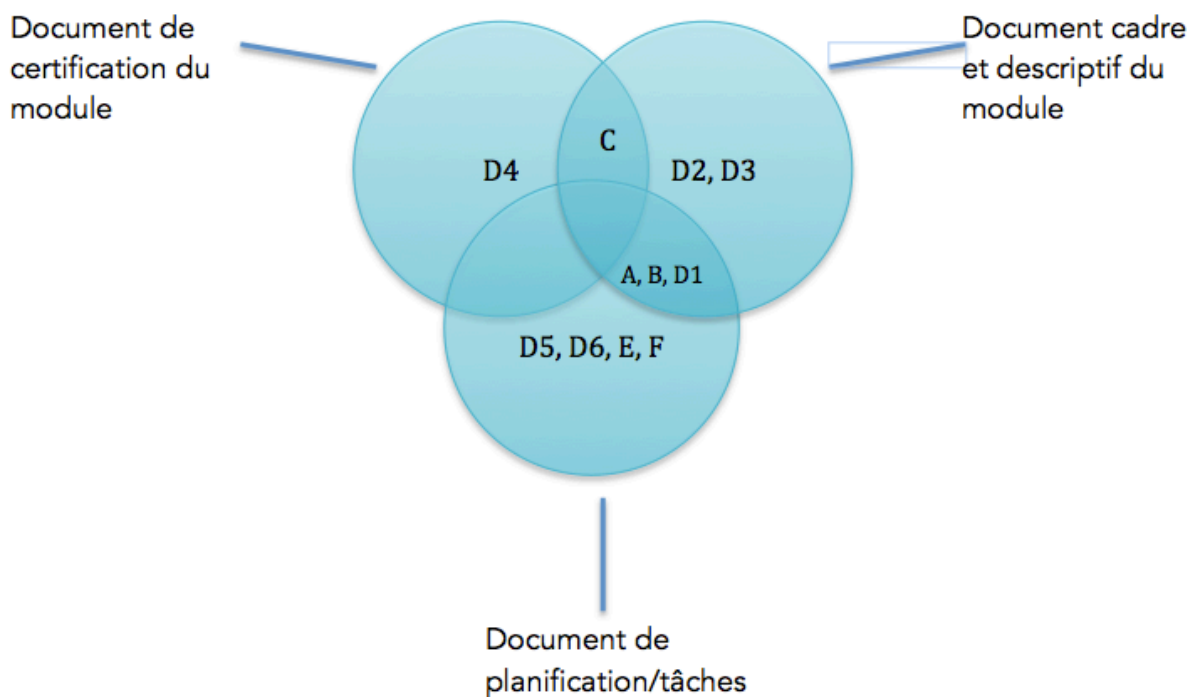 Document de
certification du
module
Document cadre
et descriptif du
module
C
D4
D2, D3
A, B, D1
D5, D6, E, F
Document de
planification/tâches